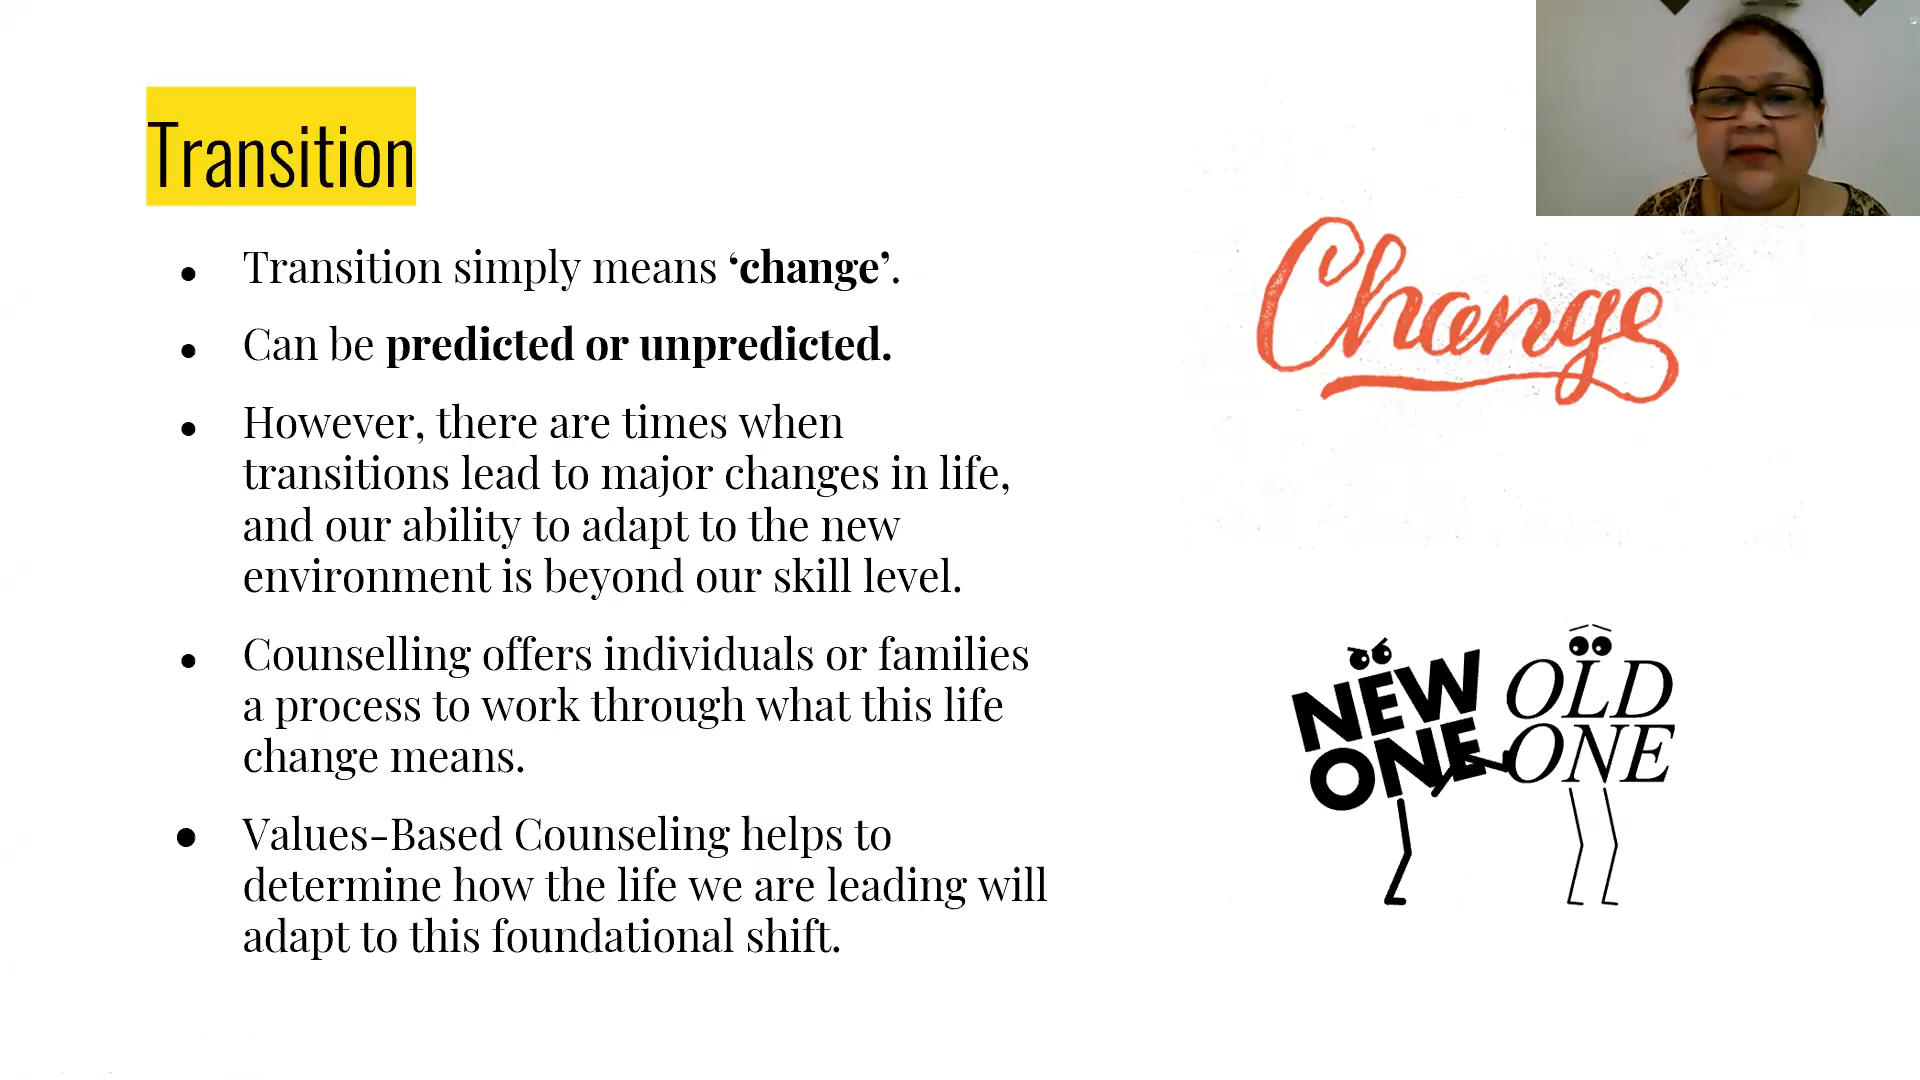 Transition
● Transition simply means ‘change’.
● Can be predicted or unpredicted.
● However, there are times when
transitions lead to major changes in life,
and our ability to adapt to the new
environment is beyond our skill level.
● Counselling offers individuals or families
a process to work through what this life
change means.
● Values-Based Counseling helps to
determine how the life we are leading will
adapt to this foundational shift.
Change
NEW
ONE
OLD
ONE